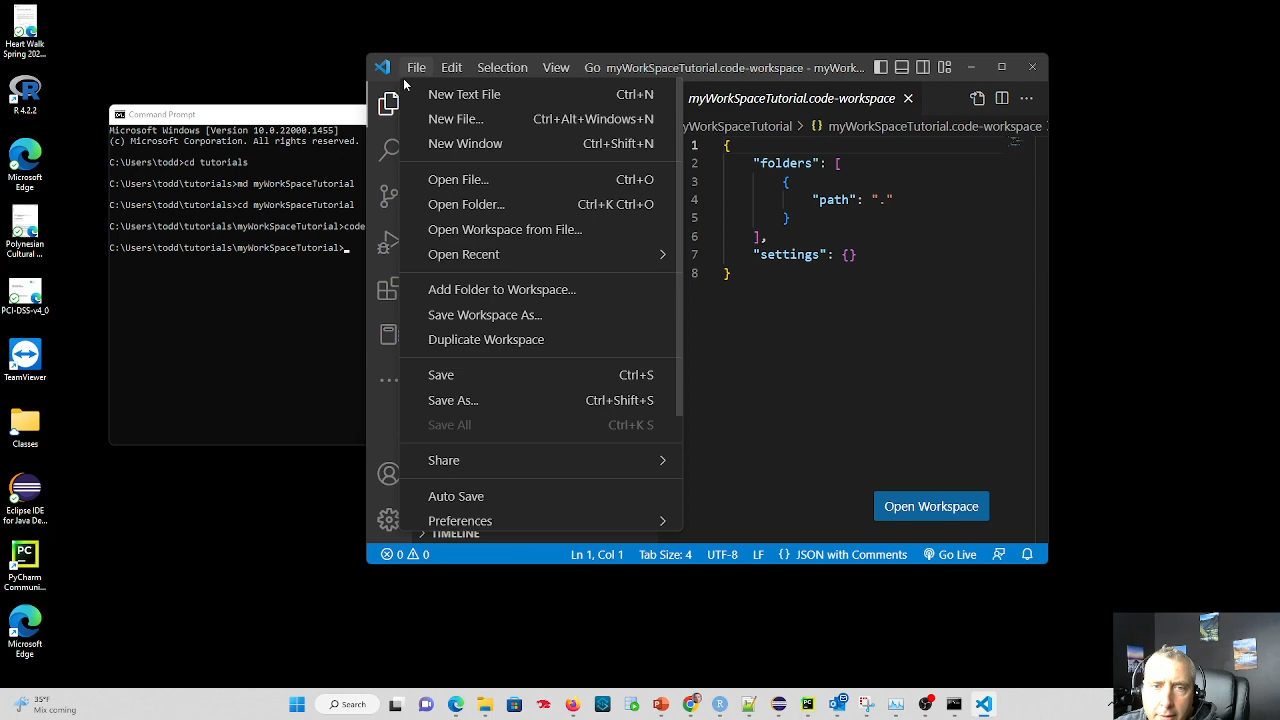 Heart Walk
Spring 202...
R 4.2.2
Microsoft
Edge
Polynesian
Cultural ...
PCI-DSS-v4_0
TeamViewer
Classes
Eclipse IDE
for Java De...
PC
PyCharm
Communi...
Microsoft
Edge
Command Prompt
Microsoft Windows [Version 10.0.22000.1455]
(c) Microsoft Corporation. All rights reserved.
C:\Users\todd>cd tutorials
C:\Users\todd\tutorials>md myWorkSpaceTutorial
C:\Users\todd\tutorials>cd myWorkSpaceTutorial
C:\Users\todd\tutorials\myWorkSpaceTutorial>code
C:\Users\todd\tutorials\myWorkSpaceTutorial>
File Edit Selection View Go myWorkSpaceTutorial.code-workspace - myWork...
New Text File Ctrl+N
New File... Ctrl+Alt+Windows+N
New Window Ctrl+Shift+N
Open File... Ctrl+O
Open Folder... Ctrl+K Ctrl+O
Open Workspace from File...
Open Recent
Add Folder to Workspace...
Save Workspace As...
Duplicate Workspace
Save Ctrl+S
Save As... Ctrl+Shift+S
Save All Ctrl+K S
Share
Auto Save
Preferences
TIMELINE
myWorkSpaceTutorial.code-workspace
yWorkSpaceTutorial > {} myWorkSpaceTutorial.code-workspace
1 {
2 "folders": [
3 {
4 "path": "."
5 }
6 ],
7 "settings": {}
8 }
Open Workspace
0 0 Ln 1, Col 1 Tab Size: 4 UTF-8 LF {} JSON with Comments Go Live
35°F
Mix coming
Search